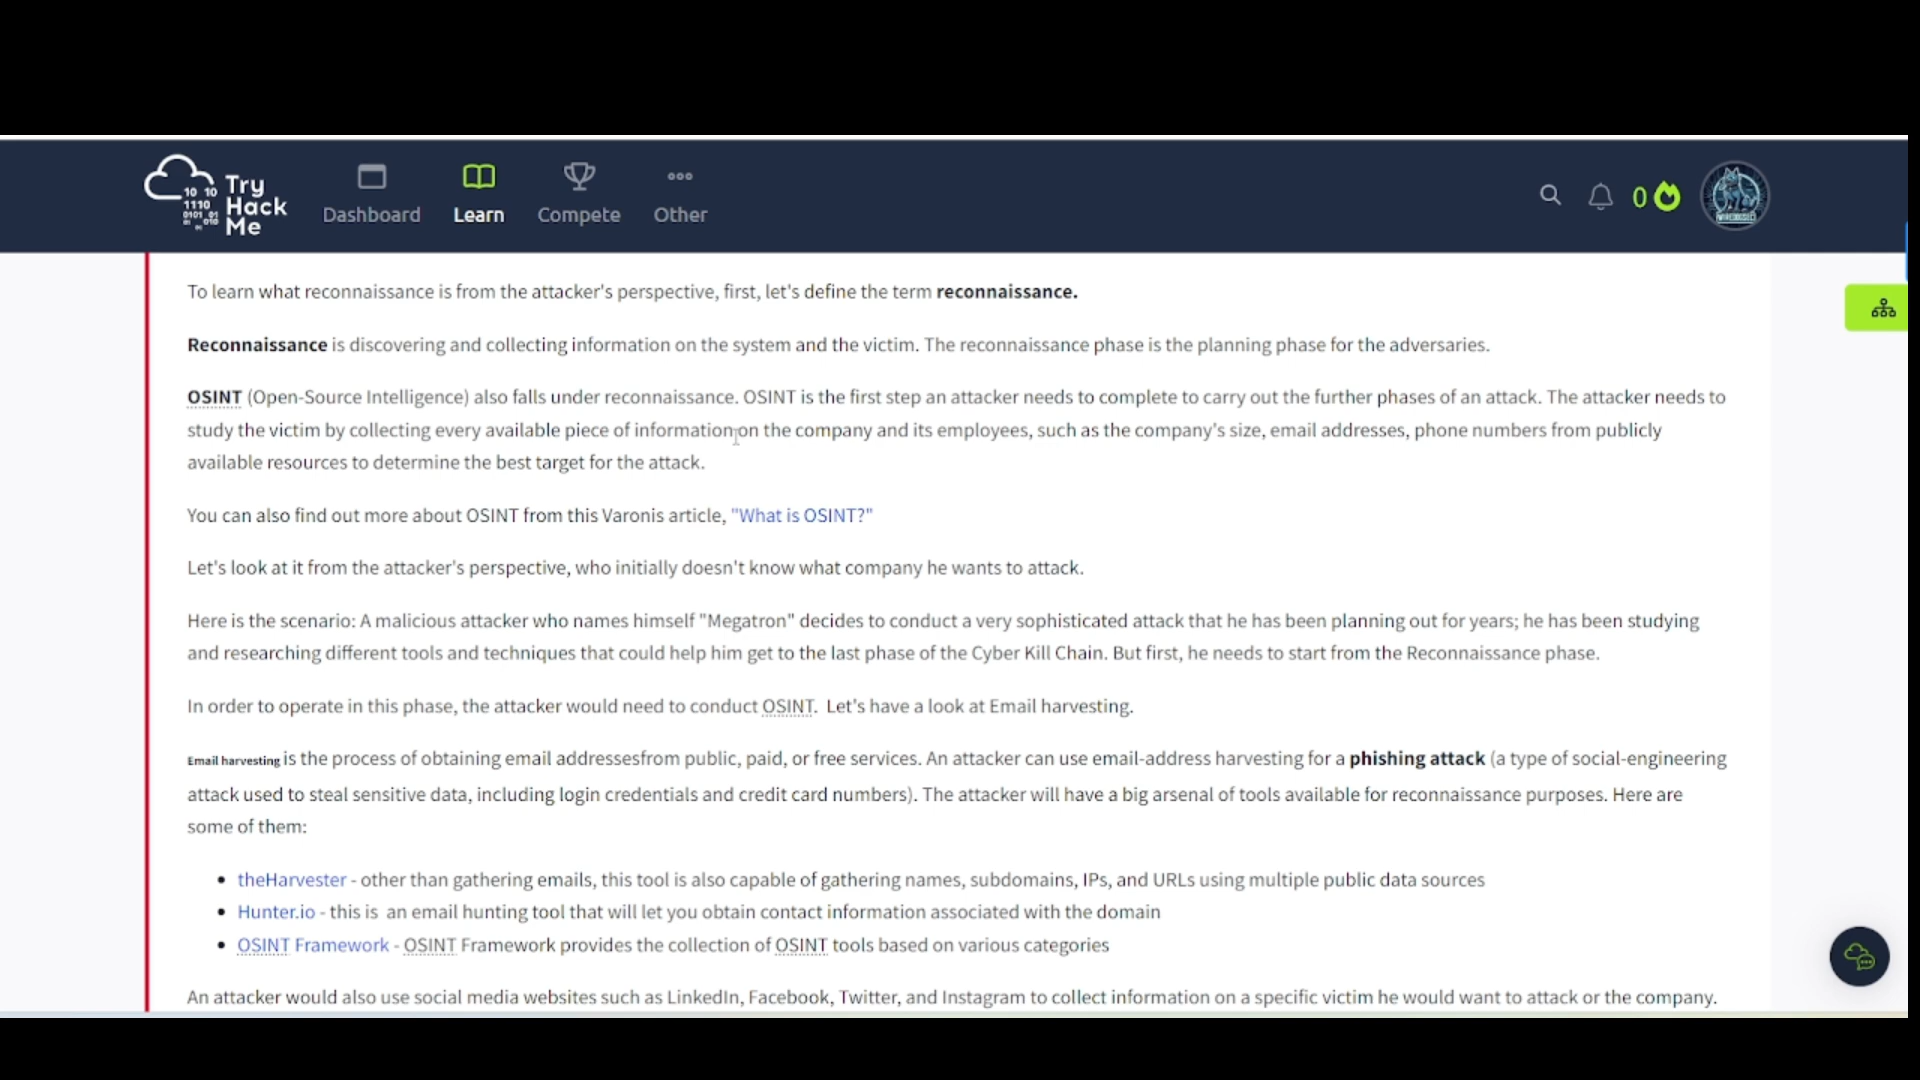 Try
Hack
Me
10 10
1110
0101 01
010
Dashboard
Learn
Compete
Other
0
To learn what reconnaissance is from the attacker's perspective, first, let's define the term reconnaissance.
Reconnaissance is discovering and collecting information on the system and the victim. The reconnaissance phase is the planning phase for the adversaries.
OSINT (Open-Source Intelligence) also falls under reconnaissance. OSINT is the first step an attacker needs to complete to carry out the further phases of an attack. The attacker needs to
study the victim by collecting every available piece of information on the company and its employees, such as the company's size, email addresses, phone numbers from publicly
available resources to determine the best target for the attack.
You can also find out more about OSINT from this Varonis article, "What is OSINT?"
Let's look at it from the attacker's perspective, who initially doesn't know what company he wants to attack.
Here is the scenario: A malicious attacker who names himself "Megatron" decides to conduct a very sophisticated attack that he has been planning out for years; he has been studying
and researching different tools and techniques that could help him get to the last phase of the Cyber Kill Chain. But first, he needs to start from the Reconnaissance phase.
In order to operate in this phase, the attacker would need to conduct OSINT. Let's have a look at Email harvesting.
Email harvesting is the process of obtaining email addressesfrom public, paid, or free services. An attacker can use email-address harvesting for a phishing attack (a type of social-engineering
attack used to steal sensitive data, including login credentials and credit card numbers). The attacker will have a big arsenal of tools available for reconnaissance purposes. Here are
some of them:
• theHarvester - other than gathering emails, this tool is also capable of gathering names, subdomains, IPs, and URLs using multiple public data sources
• Hunter.io - this is an email hunting tool that will let you obtain contact information associated with the domain
• OSINT Framework - OSINT Framework provides the collection of OSINT tools based on various categories
An attacker would also use social media websites such as LinkedIn, Facebook, Twitter, and Instagram to collect information on a specific victim he would want to attack or the company.